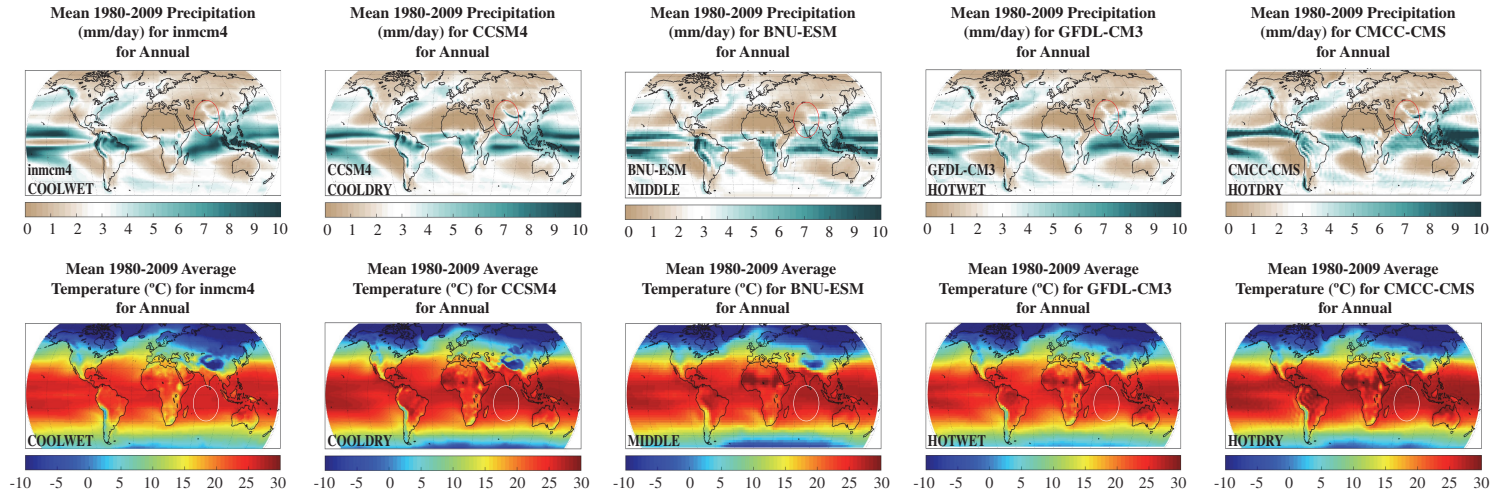 Mean 1980-2009 Precipitation
(mm/day) for inmcm4
for Annual
inmcm4
COOLWET
0 1 2 3 4 5 6 7 8 9 10
Mean 1980-2009 Precipitation
(mm/day) for CCSM4
for Annual
CCSM4
COOLDRY
0 1 2 3 4 5 6 7 8 9 10
Mean 1980-2009 Precipitation
(mm/day) for BNU-ESM
for Annual
BNU-ESM
MIDDLE
0 1 2 3 4 5 6 7 8 9 10
Mean 1980-2009 Precipitation
(mm/day) for GFDL-CM3
for Annual
GFDL-CM3
HOTWET
0 1 2 3 4 5 6 7 8 9 10
Mean 1980-2009 Precipitation
(mm/day) for CMCC-CMS
for Annual
CMCC-CMS
HOTDRY
0 1 2 3 4 5 6 7 8 9 10
Mean 1980-2009 Average
Temperature (ºC) for inmcm4
for Annual
COOLWET
-10 -5 0 5 10 15 20 25 30
Mean 1980-2009 Average
Temperature (ºC) for CCSM4
for Annual
COOLDRY
-10 -5 0 5 10 15 20 25 30
Mean 1980-2009 Average
Temperature (ºC) for BNU-ESM
for Annual
MIDDLE
-10 -5 0 5 10 15 20 25 30
Mean 1980-2009 Average
Temperature (ºC) for GFDL-CM3
for Annual
HOTWET
-10 -5 0 5 10 15 20 25 30
Mean 1980-2009 Average
Temperature (ºC) for CMCC-CMS
for Annual
HOTDRY
-10 -5 0 5 10 15 20 25 30